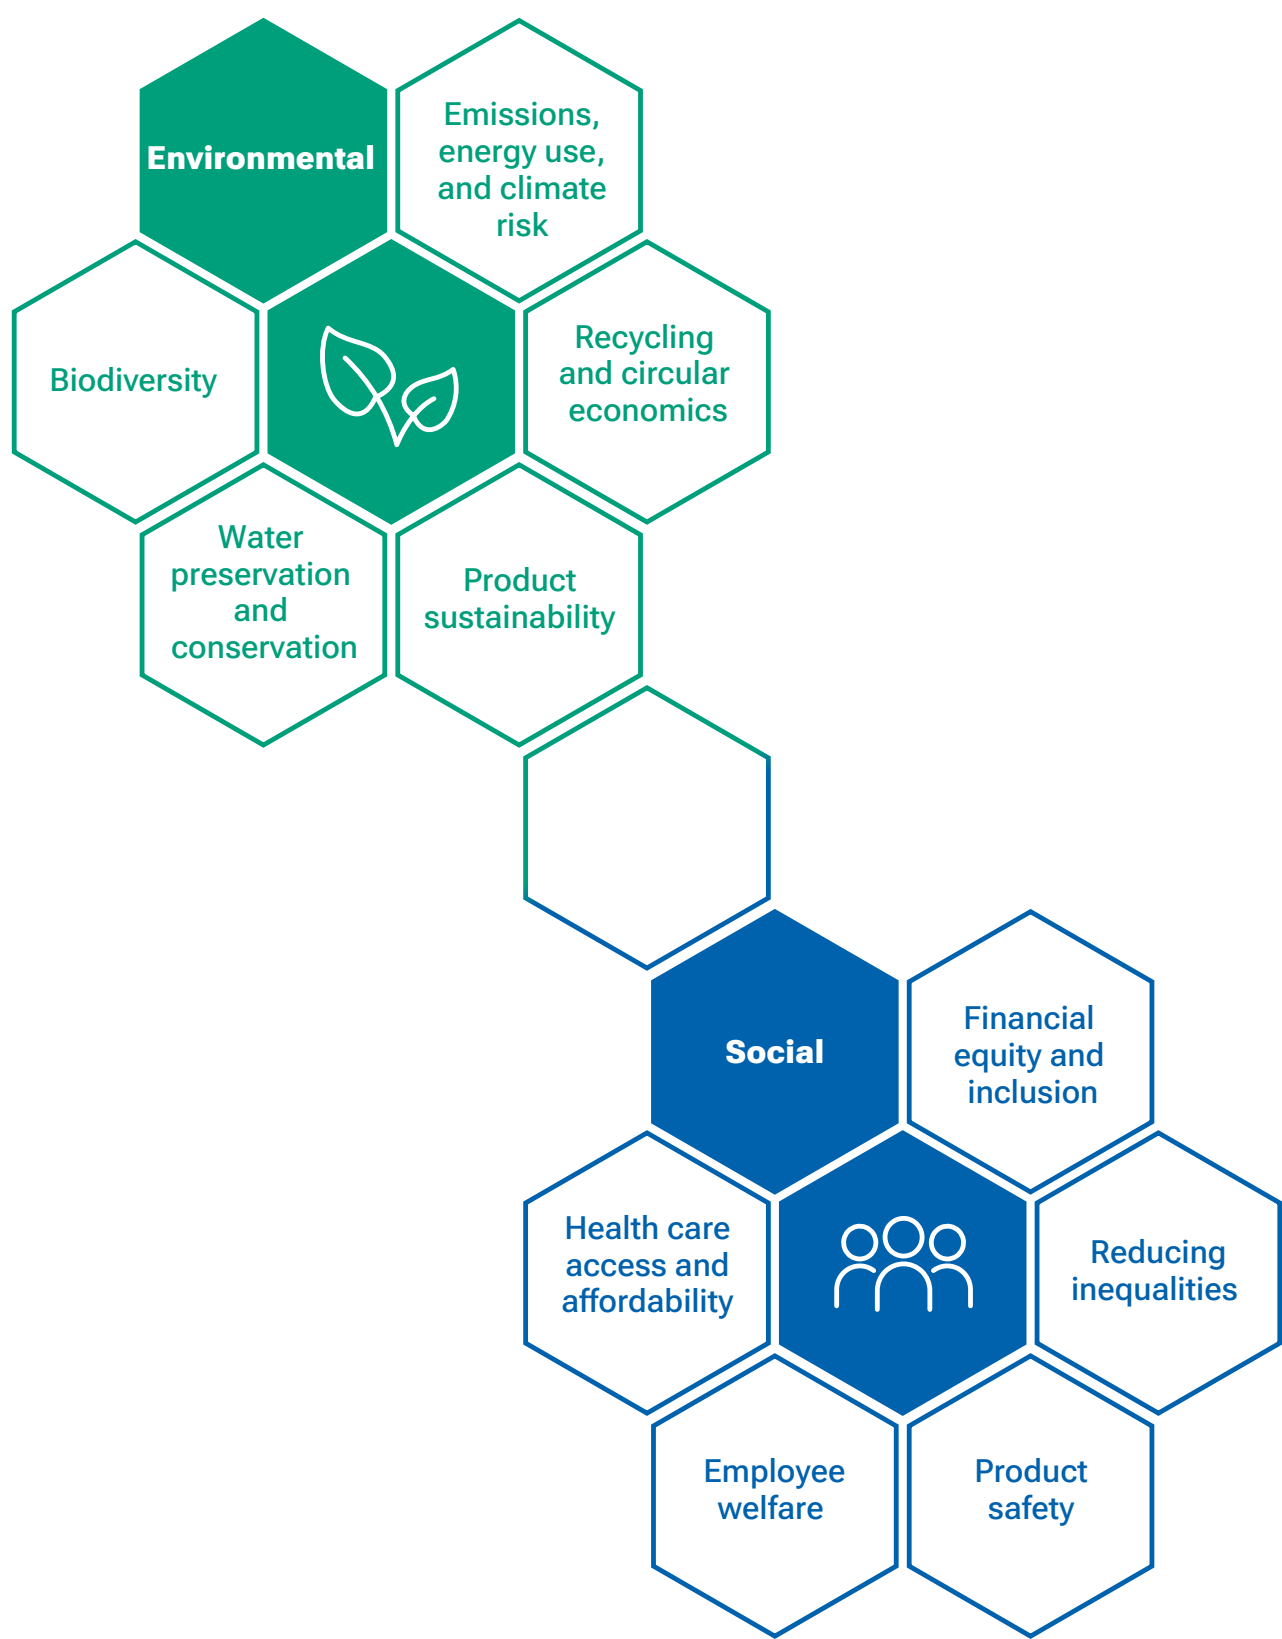 Environmental
Emissions,
energy use,
and climate
risk
Biodiversity
Recycling
and circular
economics
Water
preservation
and
conservation
Product
sustainability
Social
Financial
equity and
inclusion
Health care
access and
affordability
Reducing
inequalities
Employee
welfare
Product
safety